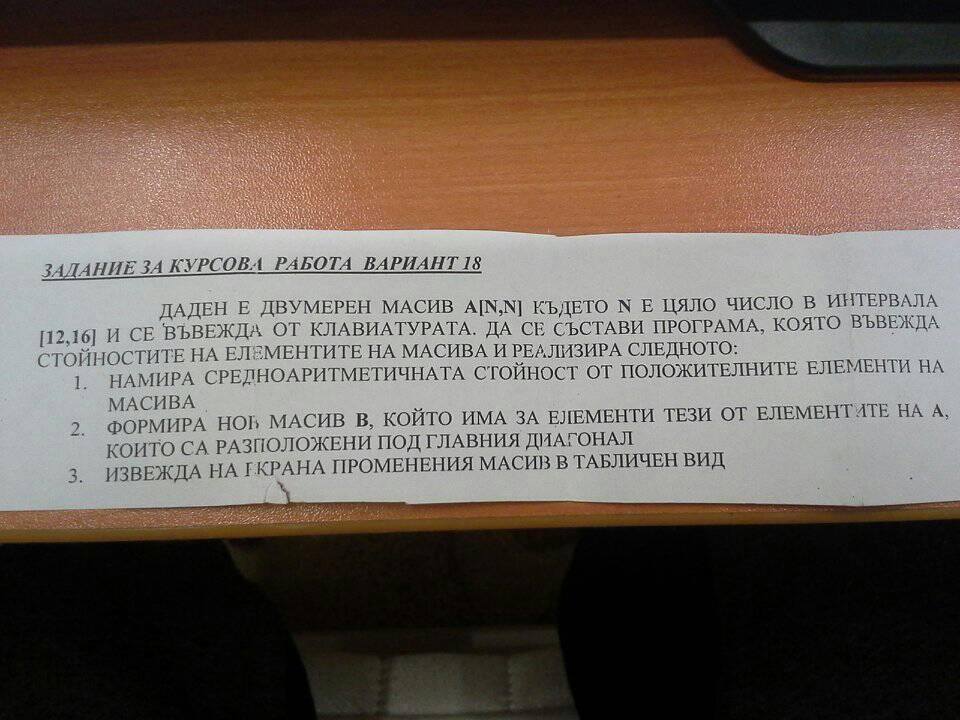 ЗАДАНИЕ ЗА КУРСОВА РАБОТА ВАРИАНТ 18
ДАДЕН Е ДВУМЕРЕН МАСИВ A[N,N] КЪДЕТО N Е ЦЯЛО ЧИСЛО В ИНТЕРВАЛА
[12,16] И СЕ ВЪВЕЖДА ОТ КЛАВИАТУРАТА. ДА СЕ СЪСТАВИ ПРОГРАМА, КОЯТО ВЪВЕЖДА
СТОЙНОСТИТЕ НА ЕЛЕМЕНТИТЕ НА МАСИВА И РЕАЛИЗИРА СЛЕДНОТО:
1. НАМИРА СРЕДНОАРИТМЕТИЧНАТА СТОЙНОСТ ОТ ПОЛОЖИТЕЛНИТЕ ЕЛЕМЕНТИ НА
МАСИВА
2. ФОРМИРА НОВ МАСИВ B, КОЙТО ИМА ЗА ЕЛЕМЕНТИ ТЕЗИ ОТ ЕЛЕМЕНТИТЕ НА A,
КОИТО СА РАЗПОЛОЖЕНИ ПОД ГЛАВНИЯ ДИАГОНАЛ
3. ИЗВЕЖДА НА ЕКРАНА ПРОМЕНЕНИЯ МАСИВ В ТАБЛИЧЕН ВИД